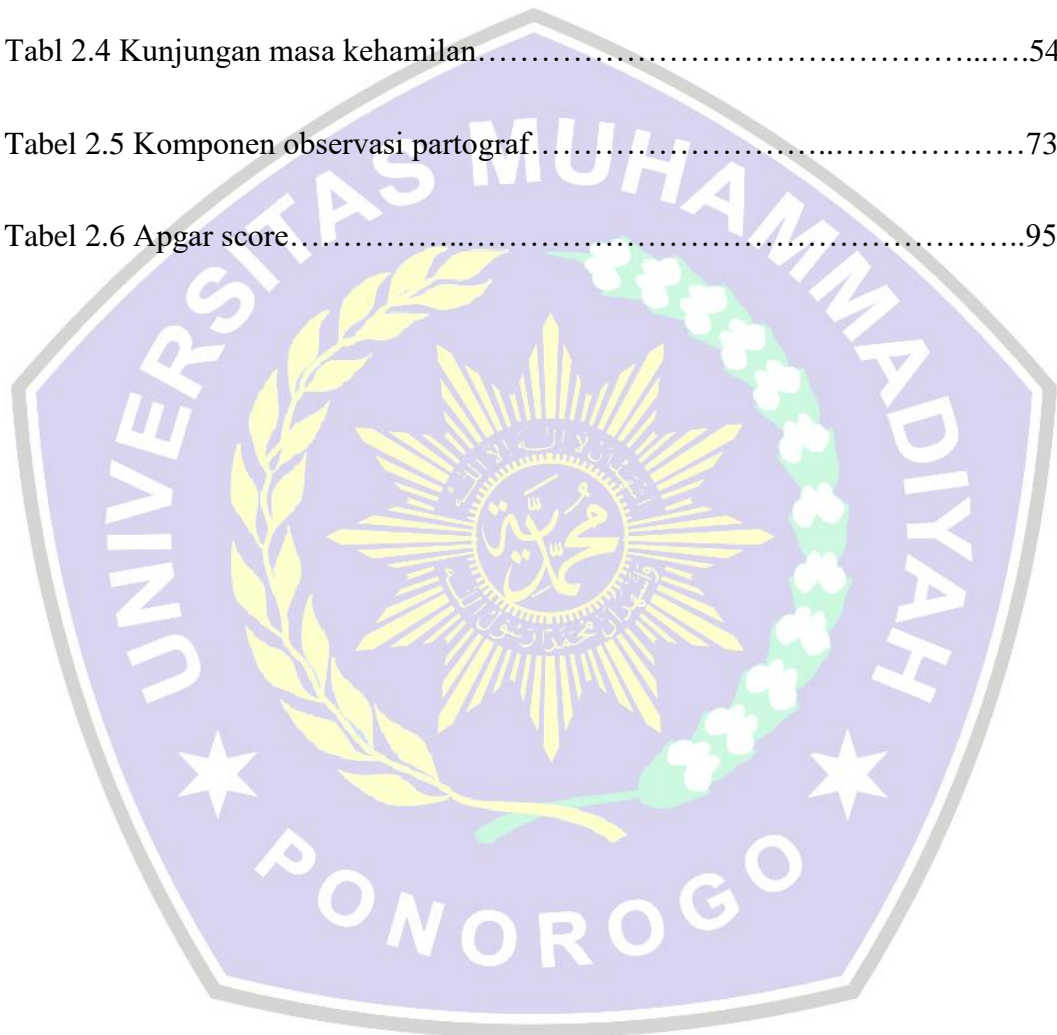 Tabl 2.4 Kunjungan masa kehamilan…………………………….…………...….54
Tabel 2.5 Komponen observasi partograf………………………..………………73
Tabel 2.6 Apgar score……………..…………………………………………….95
UNIVERSITAS MUHAMMADIYAH
PONOROGO
محمدية